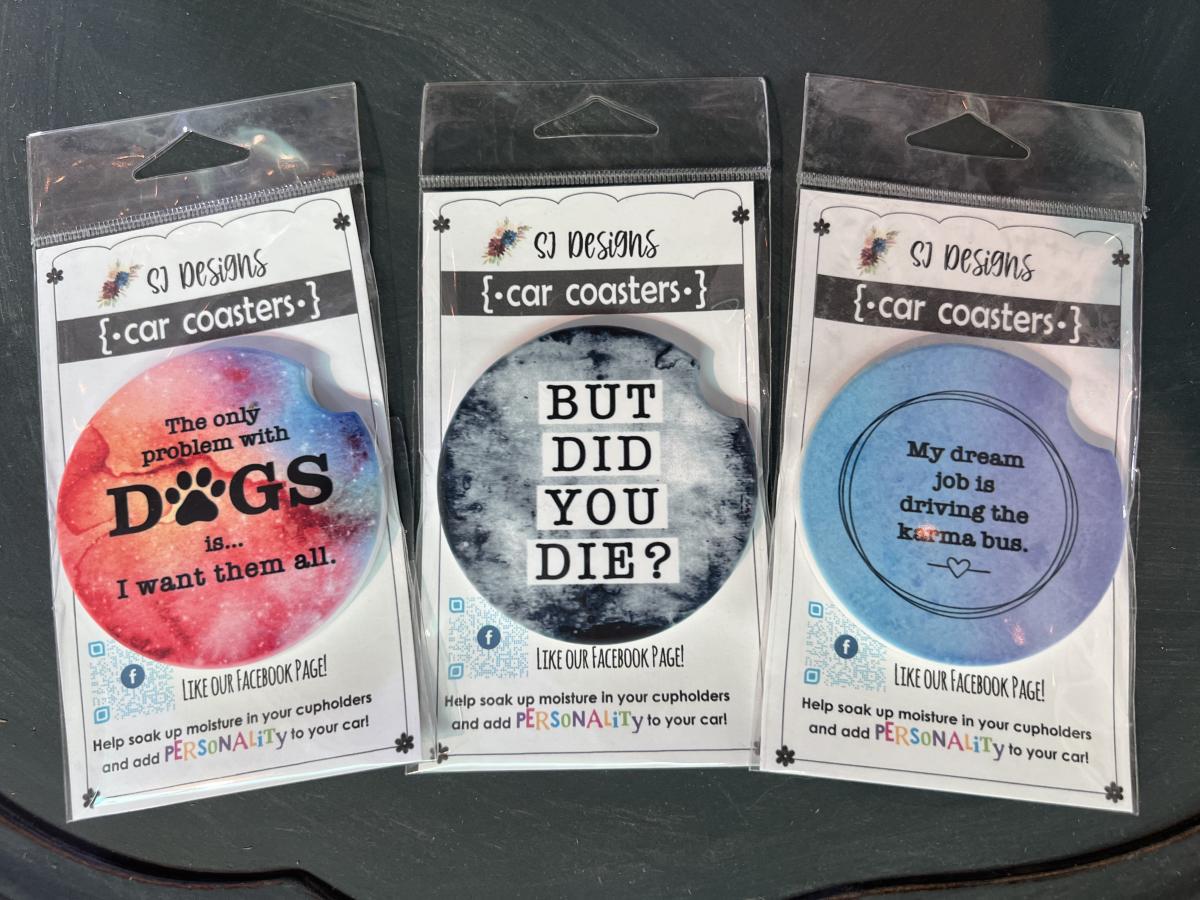 SJ Designs
{·car coasters·}
The only
problem with
DOGS
is...
I want them all.
f
Like our Facebook Page!
Help soak up moisture in your cupholders
and add PERSONALiTy to your car!
SJ Designs
{·car coasters·}
BUT
DID
YOU
DIE?
f
Like our Facebook Page!
Help soak up moisture in your cupholders
and add PERSONALiTy to your car!
SJ Designs
{·car coasters·}
My dream
job is
driving the
karma bus.
f
Like our Facebook Page!
Help soak up moisture in your cupholders
and add PERSONALiTy to your car!